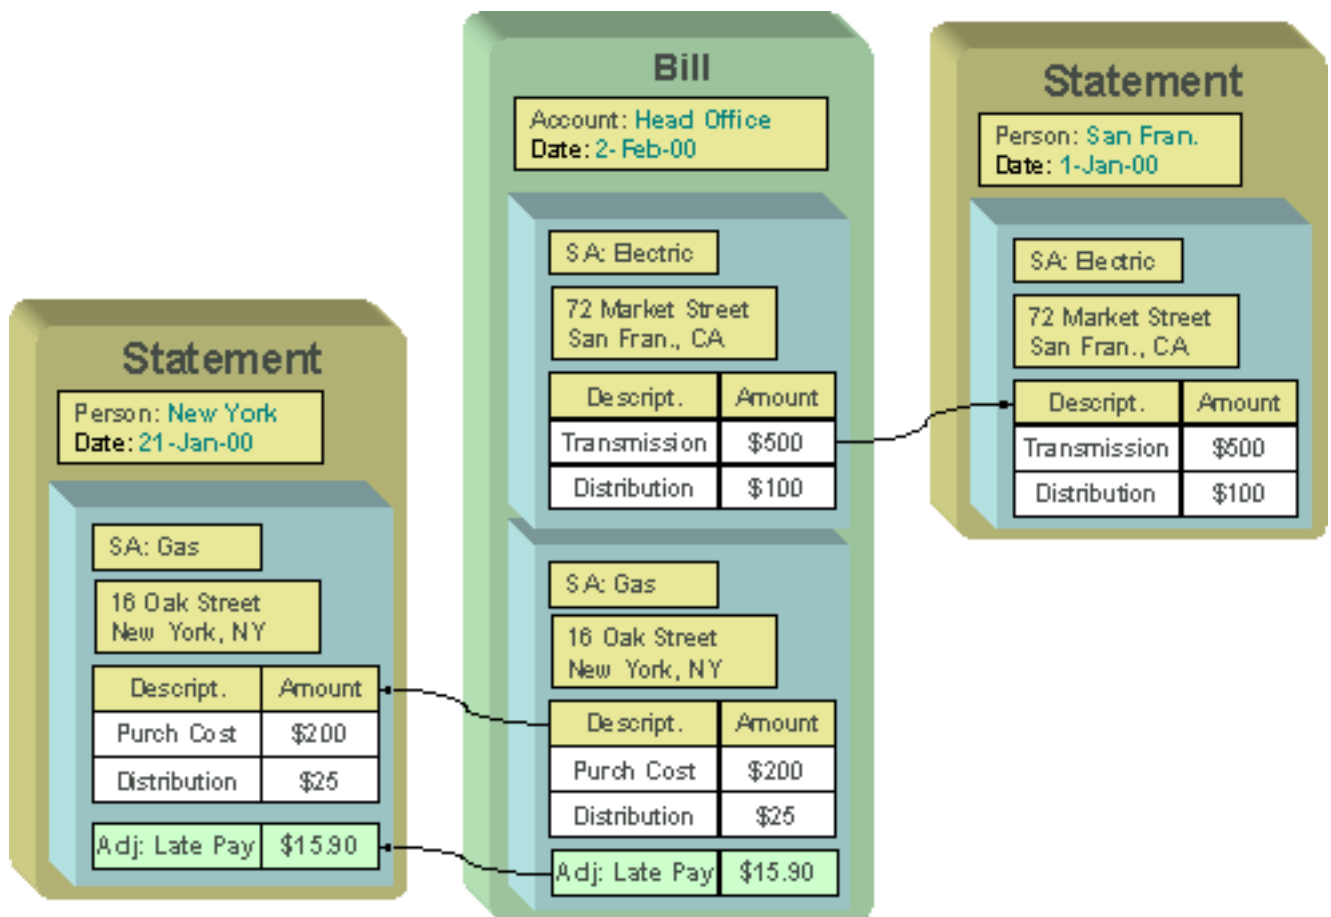 Bill
Account: Head Office
Date: 2-Feb-00
SA: Electric
72 Market Street
San Fran., CA
Descript. Amount
Transmission $500
Distribution $100
SA: Gas
16 Oak Street
New York, NY
Descript. Amount
Purch Cost $200
Distribution $25
Adj: Late Pay $15.90
Statement
Person: San Fran.
Date: 1-Jan-00
SA: Electric
72 Market Street
San Fran., CA
Descript. Amount
Transmission $500
Distribution $100
Statement
Person: New York
Date: 21-Jan-00
SA: Gas
16 Oak Street
New York, NY
Descript. Amount
Purch Cost $200
Distribution $25
Adj: Late Pay $15.90